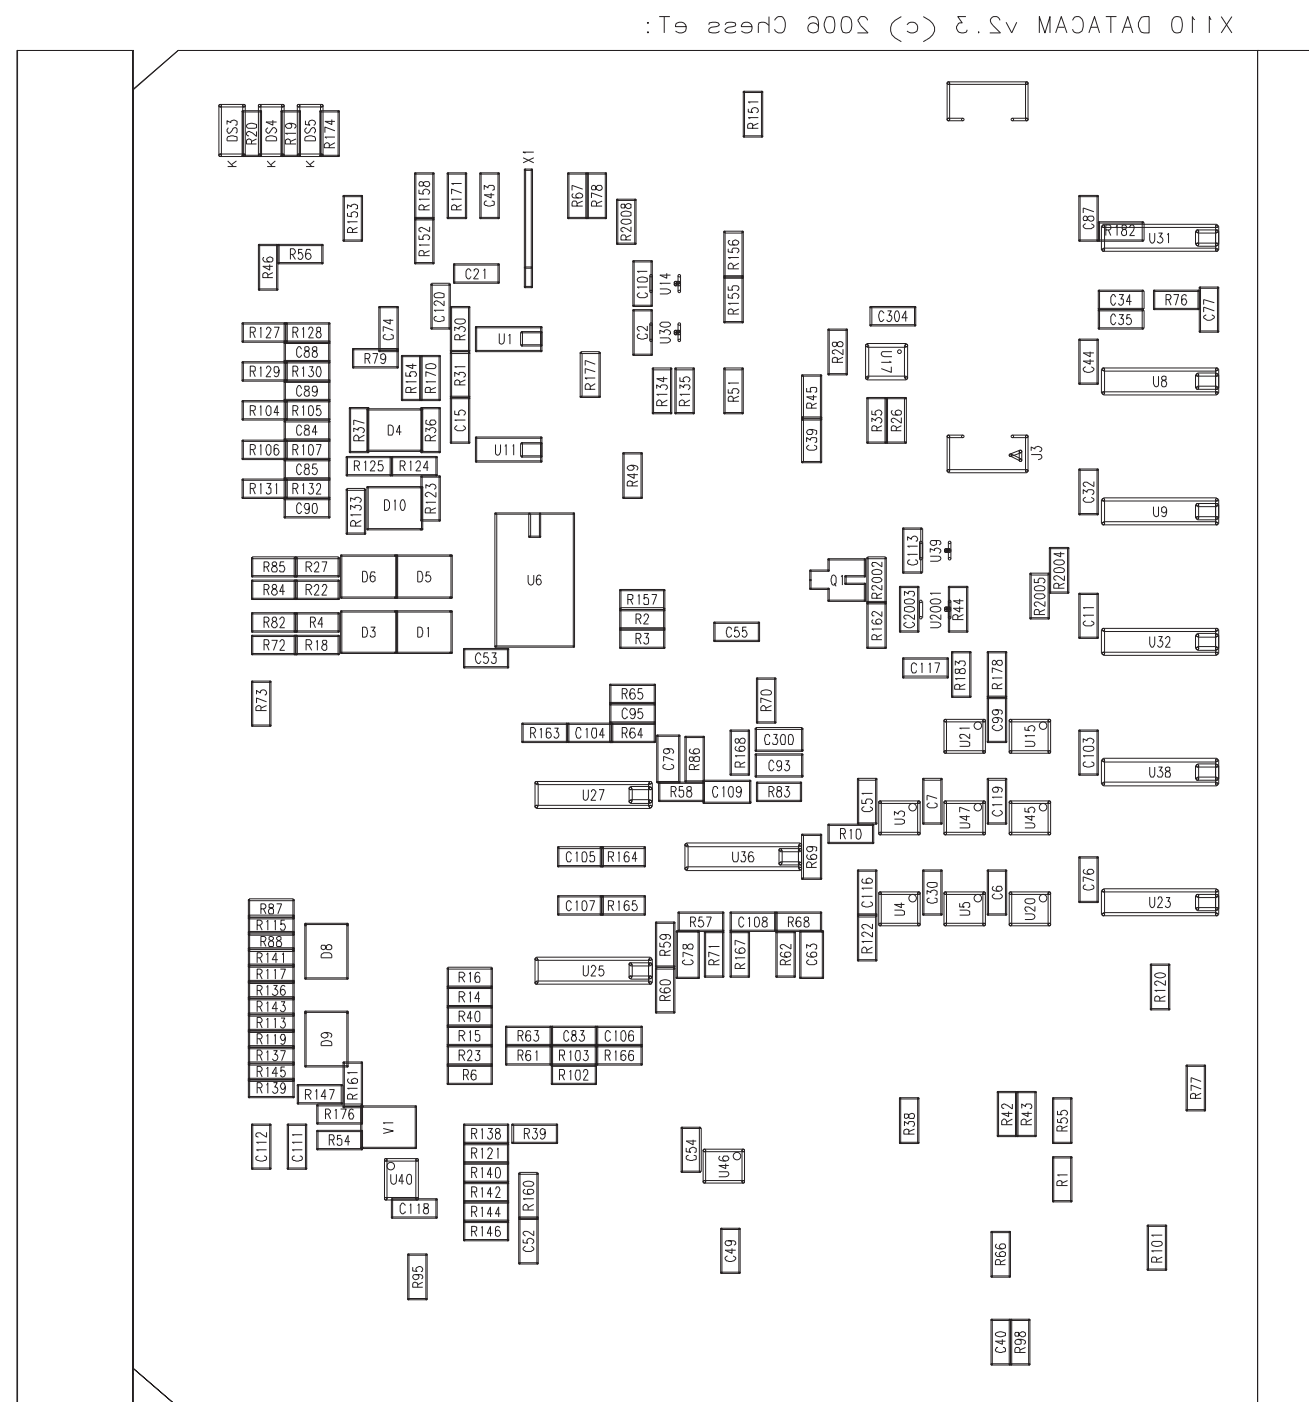 X110 DATACAM v2.3 (c) 2006 Chess eT:
DS3 R20 DS4 R19 DS5 R174
K K K
R151
X1
R153 R158 R171 C43 R67 R78 R2008
R152
C87 R182 U31
R46 R56 C21
C101 U14 R156
R155
C120 C74 R30 U1
C2 U30
C304 C34 R76 C77
C35
R127 R128
C88
R129 R130
C89
R104 R105
C84
R106 R107
C85
R131 R132
C90
R79 R154 R170 R31 R177 R134 R135 R51 R45 R28 U17 C44 U8
R37 D4 R36 C15 C39 R35 R26
U11 J3
R125 R124 R49
R133 D10 R123 C32 U9
R85 R27 D6 D5 U6
R84 R22
C113 U39 R2004
Q1 R2002 R2005
R157
R2
R3
C2003 U2001 R44 C11 U32
R82 R4 D3 D1
R72 R18
C53 C55 R162
C117 R183 R178
R73 R65 R70
C95 C99
R163 C104 R64
C79 R86 R168 C300 U21 U15 C103 U38
C93
U27 R58 C109 R83 C51 U3 C7 U47 C119 U45
R10
C105 R164 U36 R69
C107 R165 C116 U4 C30 U5 C6 U20 C76 U23
R57 C108 R68 R122
R87
R115
R88
R141
R117
R136
R143
R113
R119
R137
R145
R139
D8
D9
R59 C78 R71 R167 R62 C63
U25 R60 R120
R16
R14
R40
R15
R23
R6
R63 C83 C106
R61 R103 R166
R102
R147 R161 R77
R176 V1
R54
C112 C111
R38 R42 R43 R55
R138 R39
R121
R140
R142
R144
R146
C54 U46
U40 R160 R1
C118
C52 C49 R66 R101
R95
C40 R98